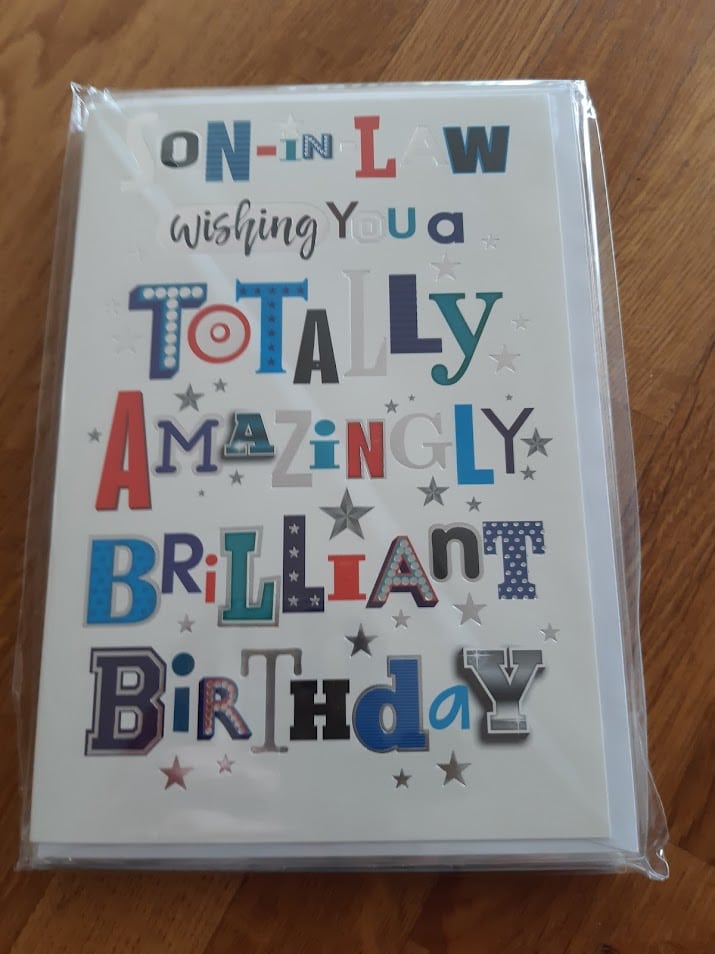 SON-iN-LAW
wishing YOU a
TOTALLy
AMAZiNGLY
BRiLLIAnT
BiRTHdaY